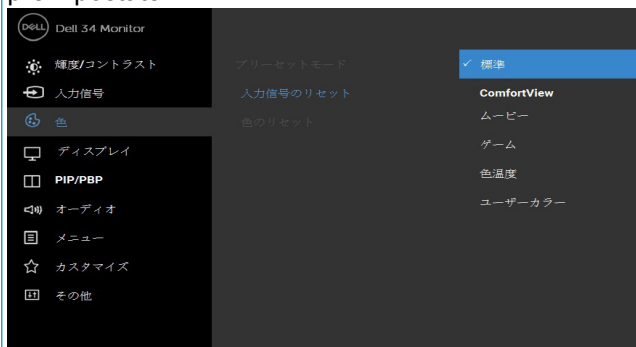 DELL
Dell 34 Monitor
輝度/コントラスト
入力信号
色
ディスプレイ
PIP/PBP
オーディオ
メニュー
カスタマイズ
その他
プリーセットモード
入力信号のリセット
色のリセット
標準
ComfortView
ムービー
ゲーム
色温度
ユーザーカラー